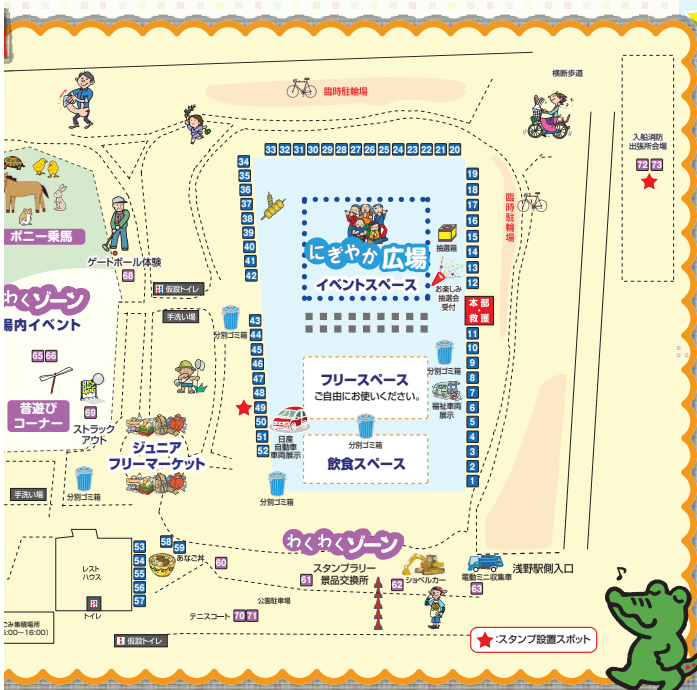 臨時駐輪場
横断歩道
入船消防
出張所会場
72 73
33 32 31 30 29 28 27 26 25 24 23 22 21 20
34
35
36
37
38
39
40
41
42
19
18
17
16
15
14
13
12
臨時駐輪場
にぎやか広場
イベントスペース
抽選箱
お楽しみ
抽選会
受付
本部
・
救護
ポニー乗馬
ゲートボール体験
68
仮設トイレ
手洗い場
分別ゴミ箱
わくゾーン
場内イベント
65 66
昔遊び
コーナー
69
ストラック
アウト
ジュニア
フリーマーケット
手洗い場
分別ゴミ箱
43
44
45
46
47
48
49
50
51
52
日産
自動車
車両展示
分別ゴミ箱
フリースペース
ご自由にお使いください。
分別ゴミ箱
飲食スペース
分別ゴミ箱
福祉車両
展示
11
10
9
8
7
6
5
4
3
2
1
わくわくゾーン
レスト
ハウス
トイレ
53
54
55
56
57
58
59
あなご丼
60
61
スタンプラリー
景品交換所
62
ショベルカー
電動ミニ収集車
63
浅野駅側入口
公園駐車場
テニスコート 70 71
仮設トイレ
ごみ集積場所
:00～16:00)
★:スタンプ設置スポット